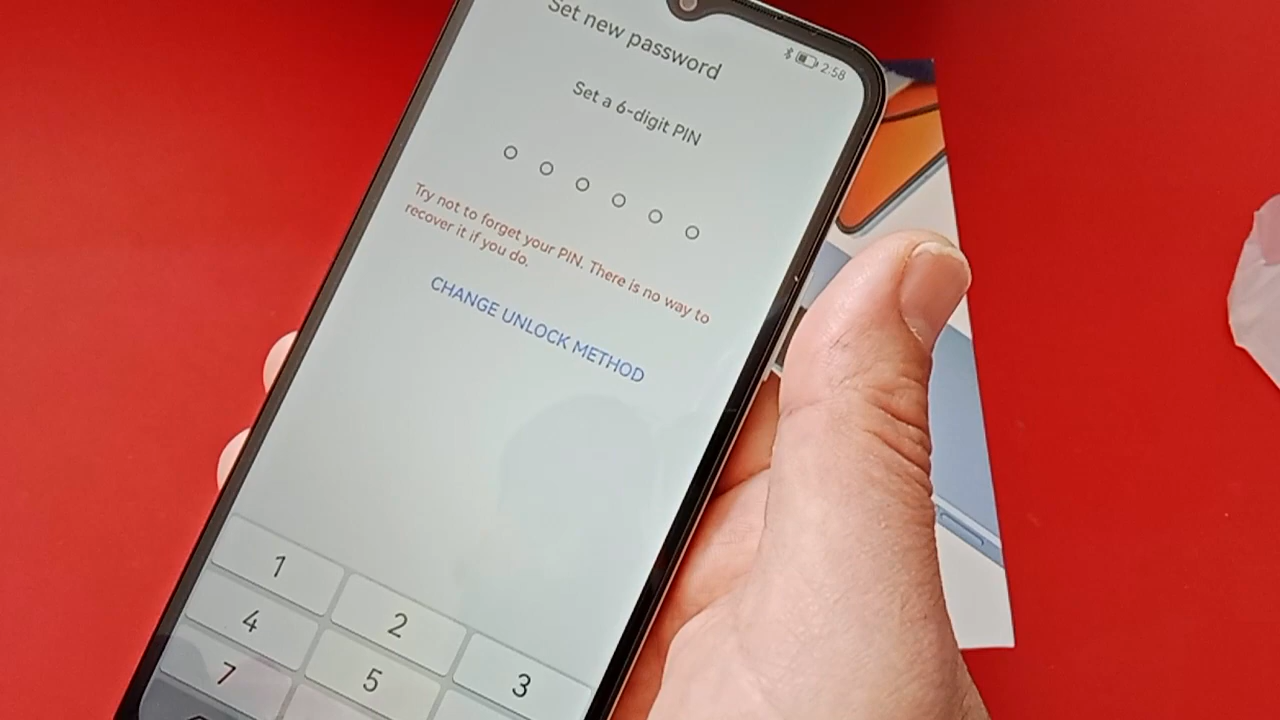 Set new password
2:58
Set a 6-digit PIN
Try not to forget your PIN. There is no way to
recover it if you do.
CHANGE UNLOCK METHOD
1
2
3
4
5
7